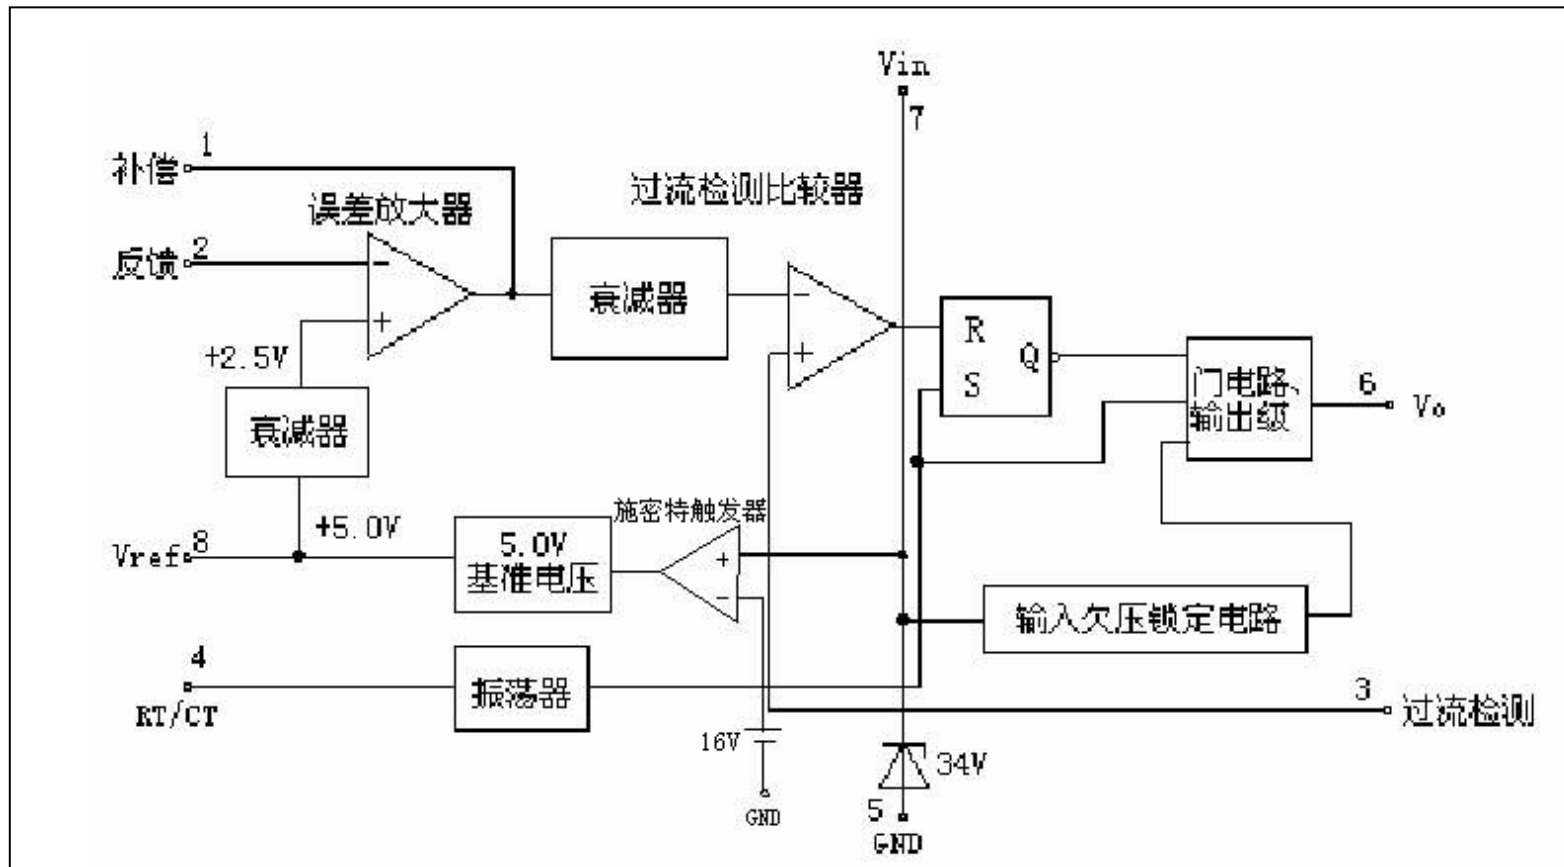 Vin
7
补偿
1
误差放大器
过流检测比较器
反馈
2
−
+
衰减器
−
+
R
S
Q
门电路、
输出级
6
Vo
+2.5V
衰减器
施密特触发器
Vref
8
+5.0V
5.0V
基准电压
+
−
输入欠压锁定电路
4
RT/CT
振荡器
3
过流检测
16V
34V
GND
5
GND